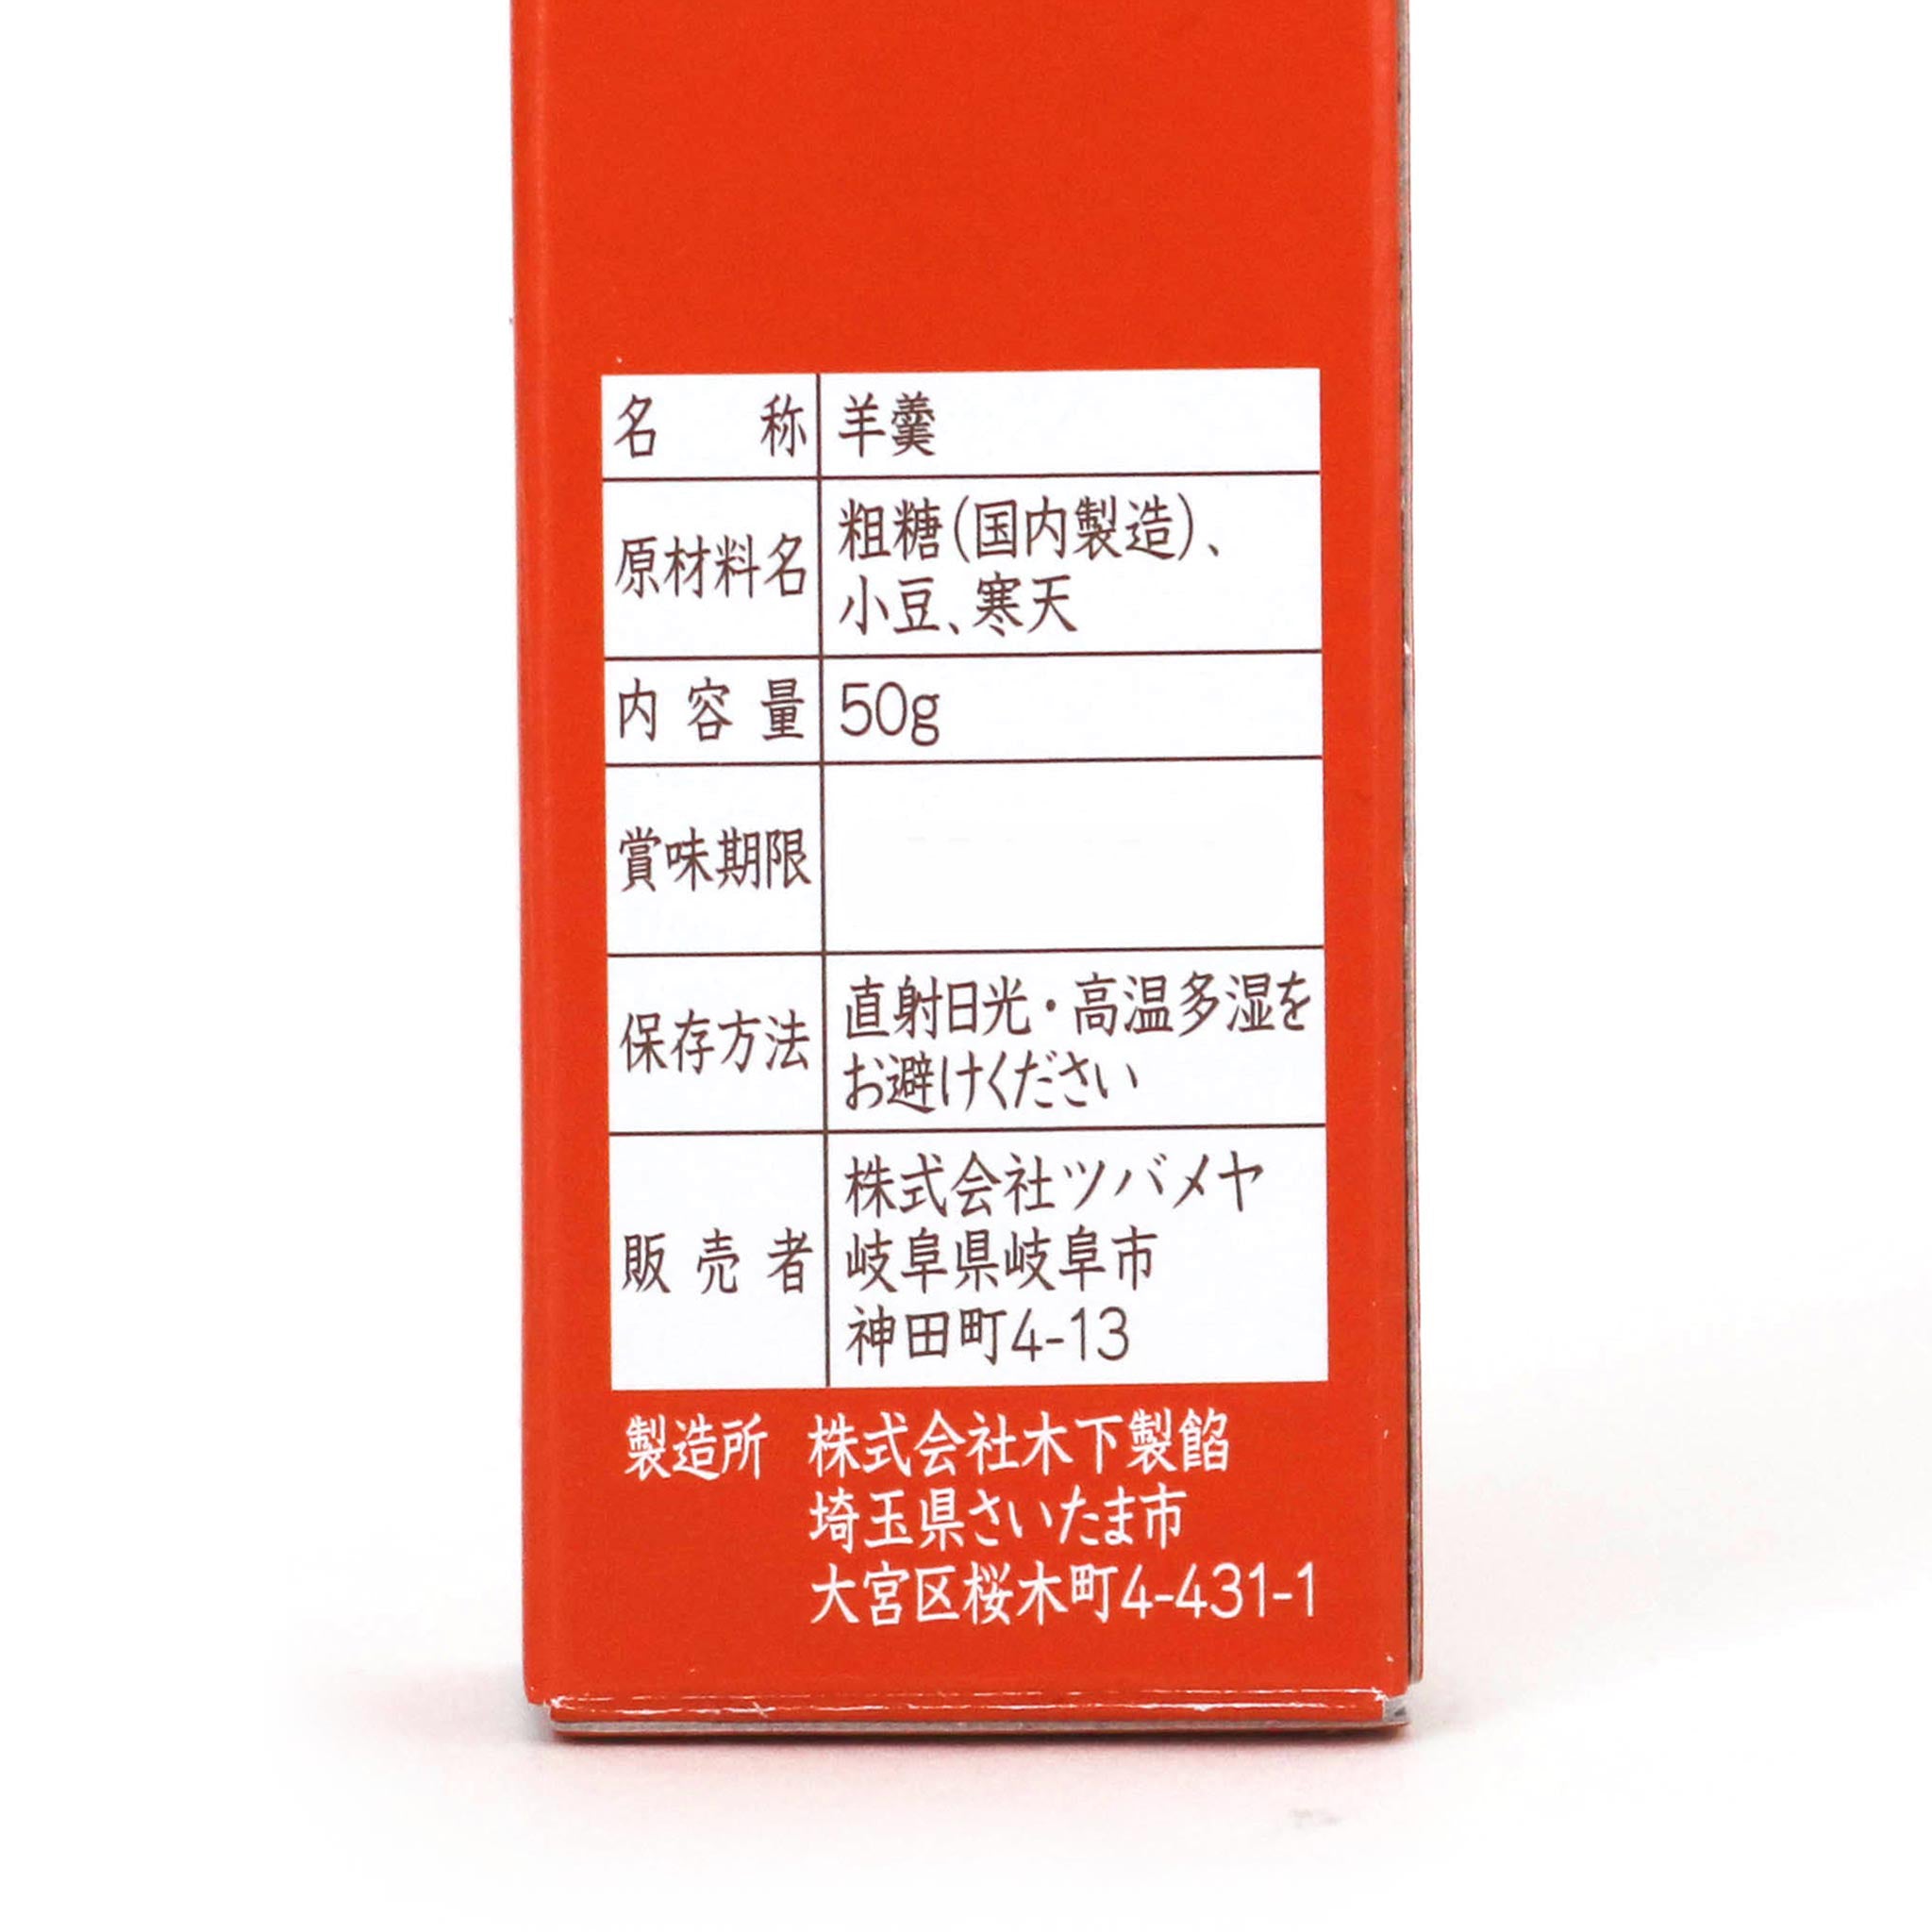 名称 羊羹
原材料名 粗糖(国内製造)、
小豆、寒天
内容量 50g
賞味期限
保存方法 直射日光・高温多湿を
お避けください
販売者 株式会社ツバメヤ
岐阜県岐阜市
神田町4-13
製造所 株式会社木下製餡
埼玉県さいたま市
大宮区桜木町4-431-1